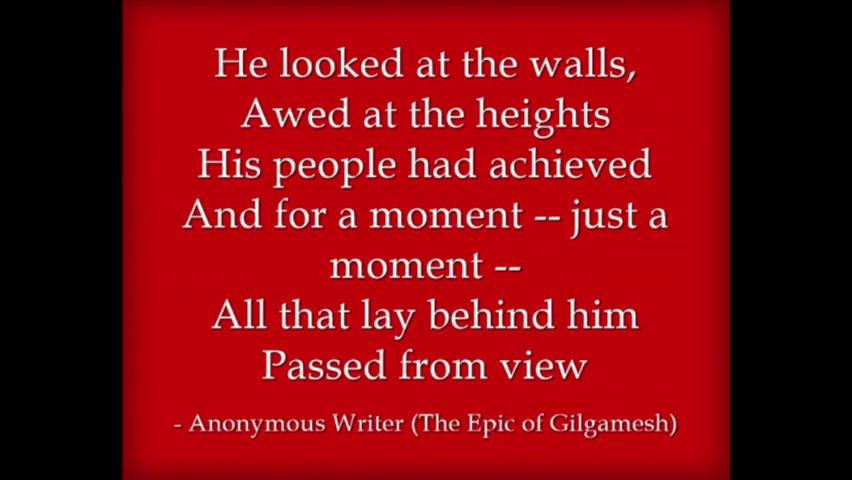 He looked at the walls,
Awed at the heights
His people had achieved
And for a moment -- just a
moment --
All that lay behind him
Passed from view
- Anonymous Writer (The Epic of Gilgamesh)